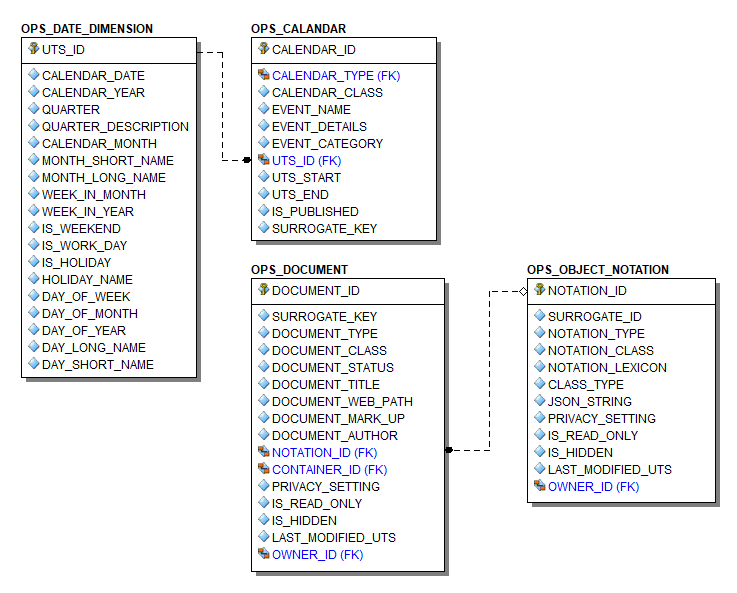 OPS_DATE_DIMENSION
UTS_ID
CALENDAR_DATE
CALENDAR_YEAR
QUARTER
QUARTER_DESCRIPTION
CALENDAR_MONTH
MONTH_SHORT_NAME
MONTH_LONG_NAME
WEEK_IN_MONTH
WEEK_IN_YEAR
IS_WEEKEND
IS_WORK_DAY
IS_HOLIDAY
HOLIDAY_NAME
DAY_OF_WEEK
DAY_OF_MONTH
DAY_OF_YEAR
DAY_LONG_NAME
DAY_SHORT_NAME
OPS_CALANDAR
CALENDAR_ID
CALENDAR_TYPE (FK)
CALENDAR_CLASS
EVENT_NAME
EVENT_DETAILS
EVENT_CATEGORY
UTS_ID (FK)
UTS_START
UTS_END
IS_PUBLISHED
SURROGATE_KEY
OPS_DOCUMENT
DOCUMENT_ID
SURROGATE_KEY
DOCUMENT_TYPE
DOCUMENT_CLASS
DOCUMENT_STATUS
DOCUMENT_TITLE
DOCUMENT_WEB_PATH
DOCUMENT_MARK_UP
DOCUMENT_AUTHOR
NOTATION_ID (FK)
CONTAINER_ID (FK)
PRIVACY_SETTING
IS_READ_ONLY
IS_HIDDEN
LAST_MODIFIED_UTS
OWNER_ID (FK)
OPS_OBJECT_NOTATION
NOTATION_ID
SURROGATE_ID
NOTATION_TYPE
NOTATION_CLASS
NOTATION_LEXICON
CLASS_TYPE
JSON_STRING
PRIVACY_SETTING
IS_READ_ONLY
IS_HIDDEN
LAST_MODIFIED_UTS
OWNER_ID (FK)